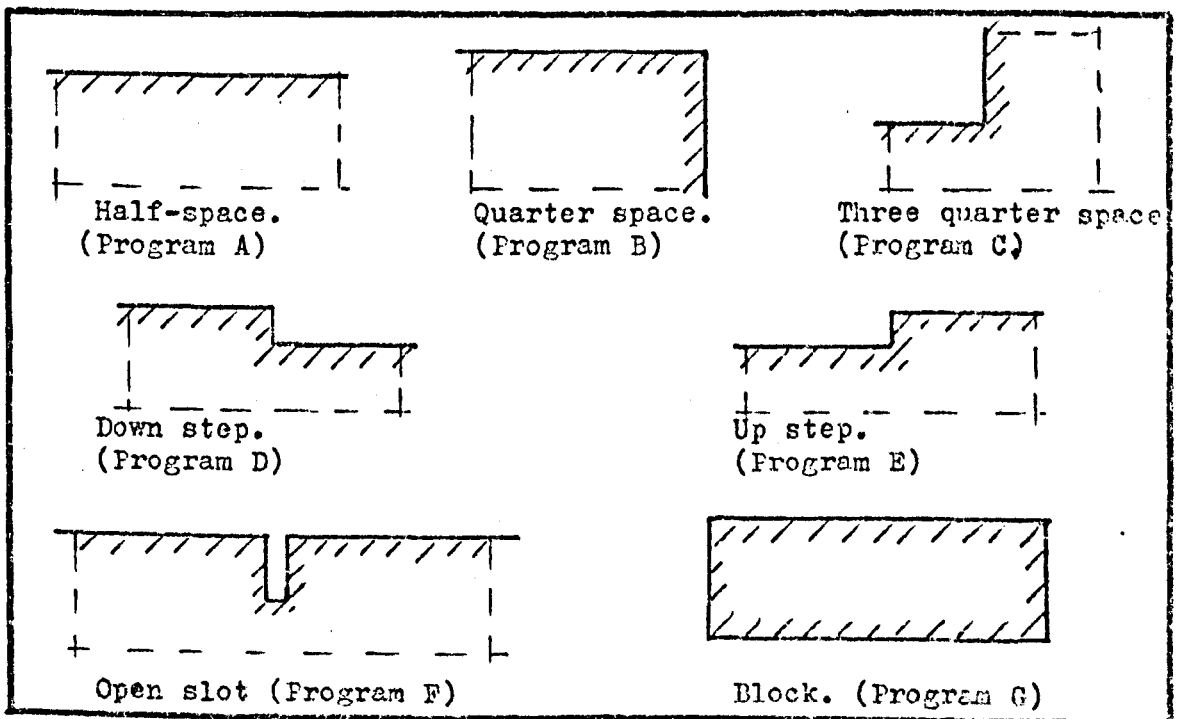 Half-space.
(Program A)
Quarter space.
(Program B)
Three quarter space
(Program C)
Down step.
(Program D)
Up step.
(Program E)
Open slot (Program F)
Block. (Program G)